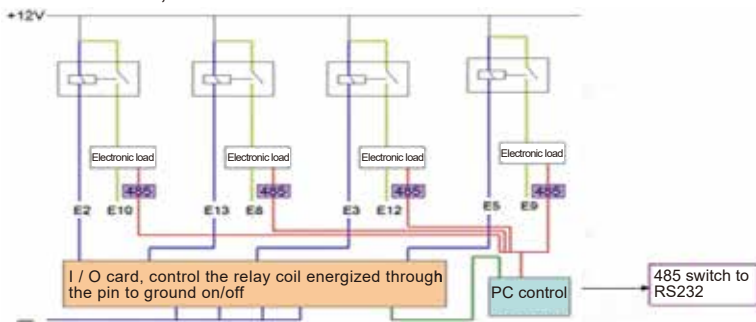 +12V
Electronic load
Electronic load
Electronic load
Electronic load
485
485
485
485
E2
E10
E13
E8
E3
E12
E5
E9
I / O card, control the relay coil energized through
the pin to ground on/off
PC control
485 switch to
RS232